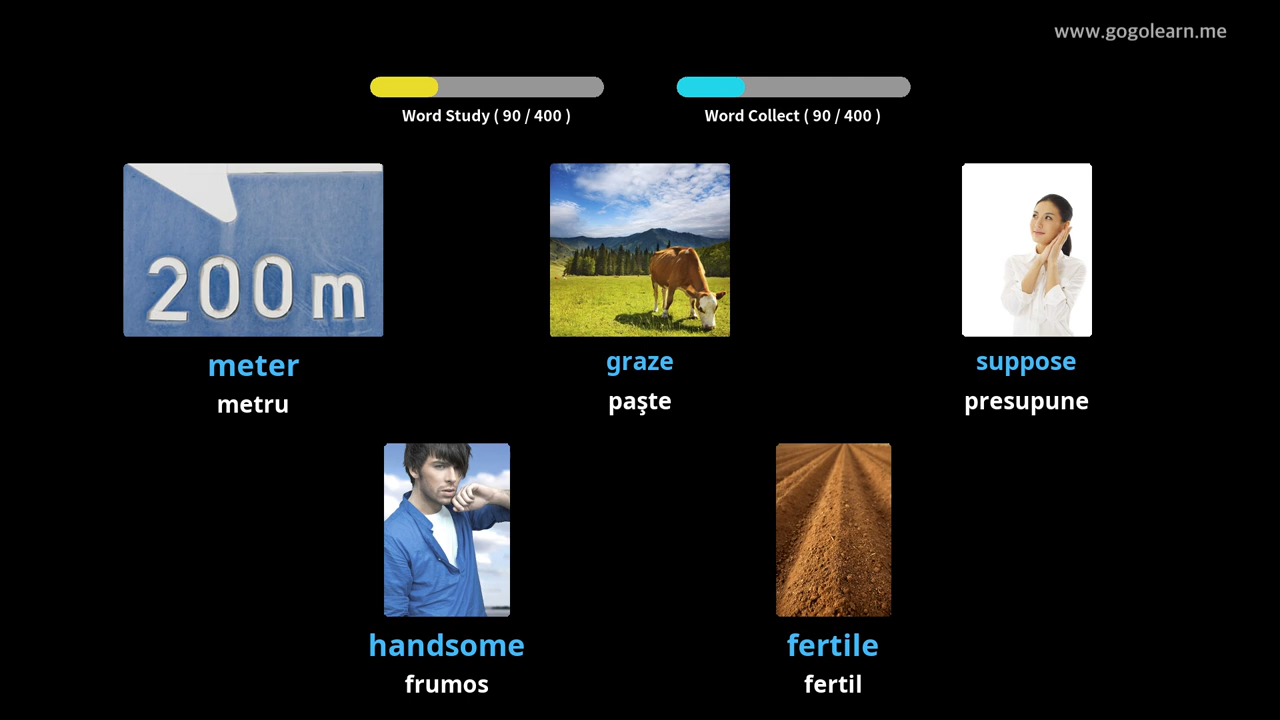 www.gogolearn.me
Word Study ( 90 / 400 )
Word Collect ( 90 / 400 )
200 m
meter
metru
graze
paşte
suppose
presupune
handsome
frumos
fertile
fertil